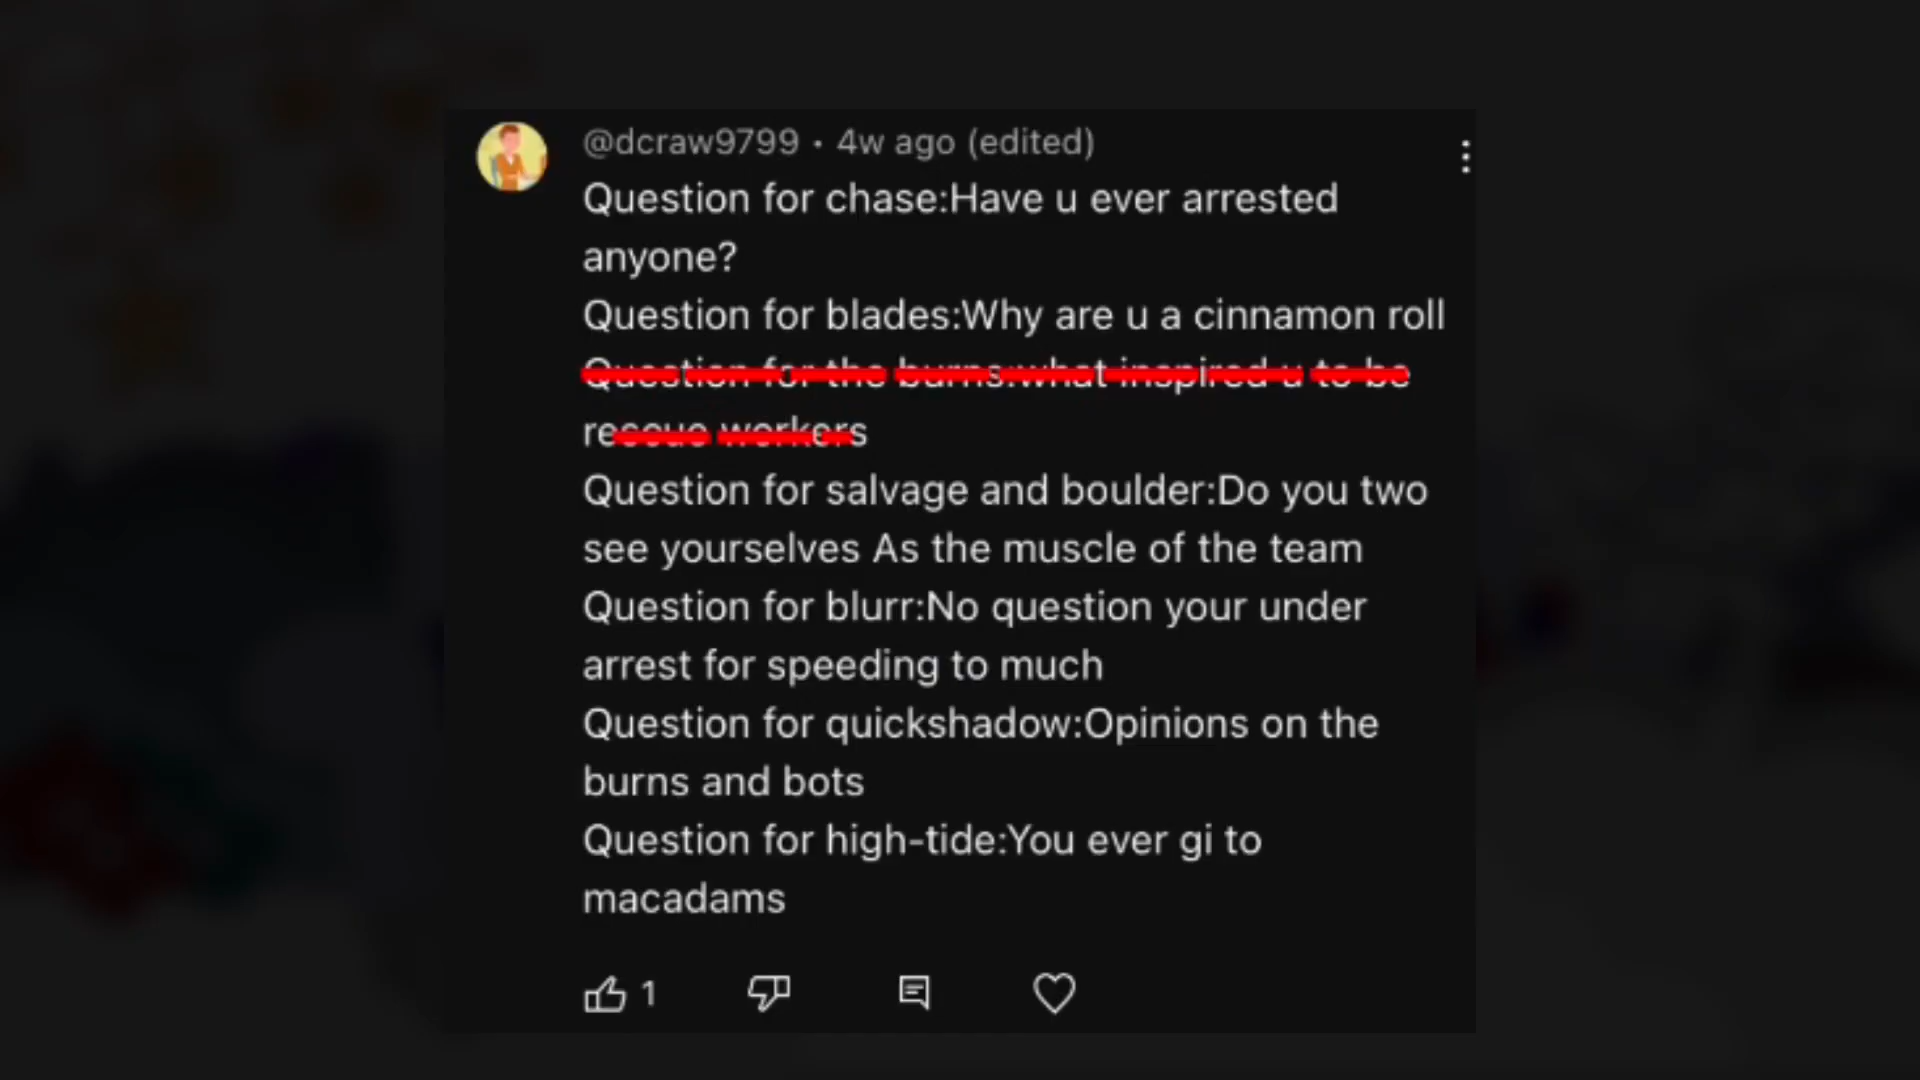 @dcraw9799 · 4w ago (edited)
Question for chase:Have u ever arrested
anyone?
Question for blades:Why are u a cinnamon roll
Question for the burns:what inspired u to be
rescue workers
Question for salvage and boulder:Do you two
see yourselves As the muscle of the team
Question for blurr:No question your under
arrest for speeding to much
Question for quickshadow:Opinions on the
burns and bots
Question for high-tide:You ever gi to
macadams
1